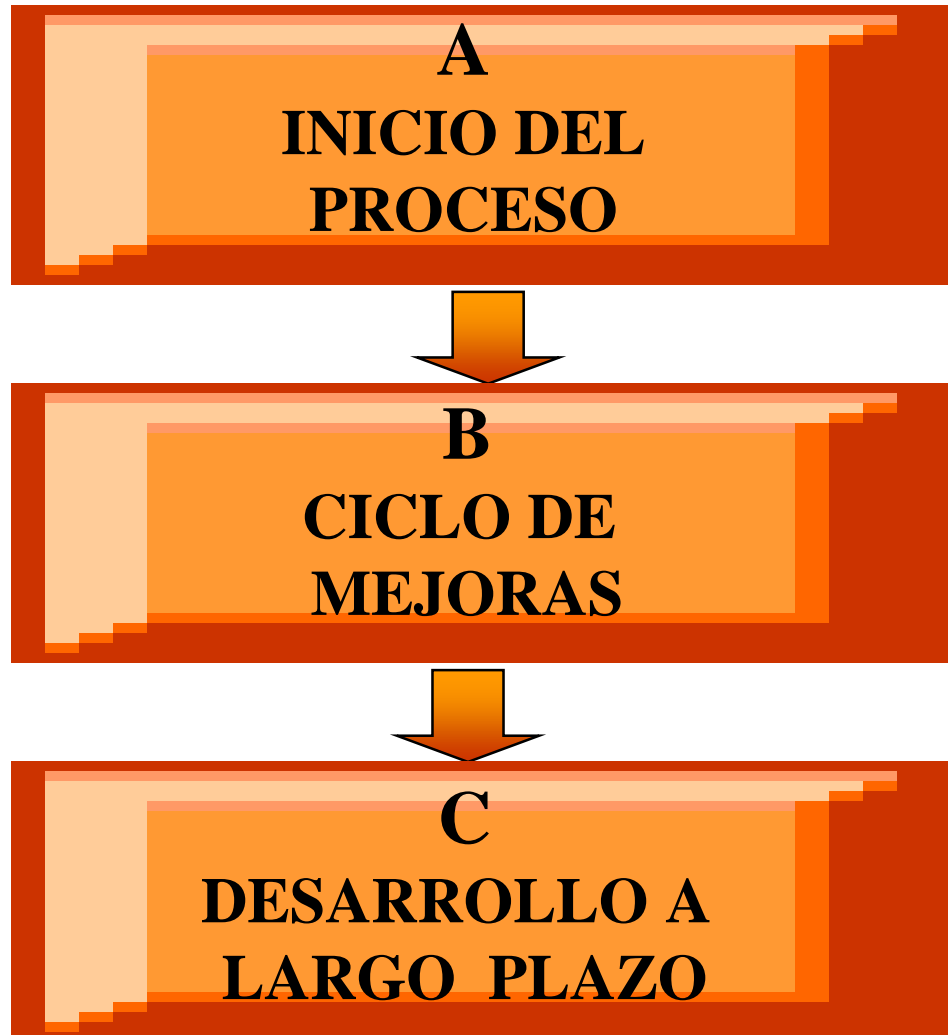 A
INICIO DEL
PROCESO
B
CICLO DE
MEJORAS
C
DESARROLLO A
LARGO PLAZO